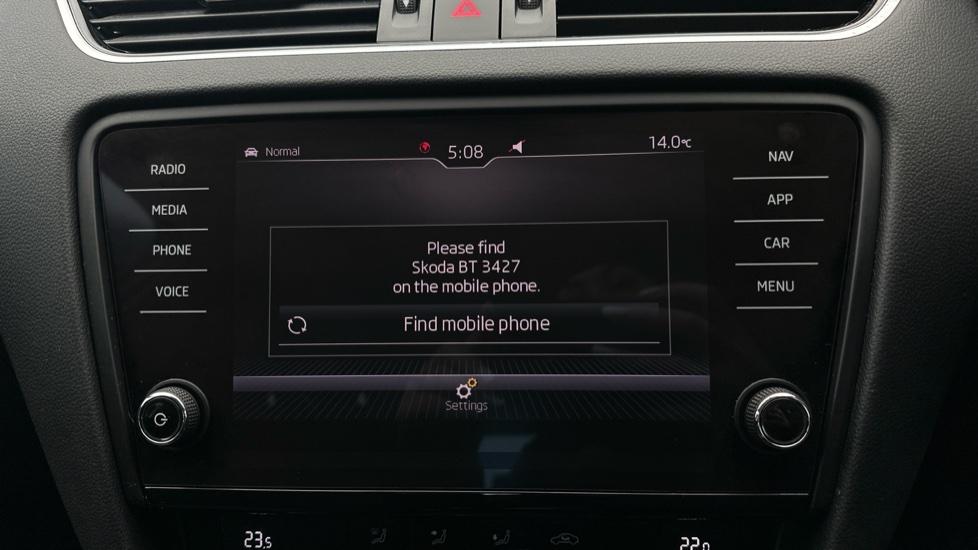 Normal
5:08
14.0°C
RADIO
MEDIA
PHONE
VOICE
NAV
APP
CAR
MENU
Please find
Skoda BT 3427
on the mobile phone.
Find mobile phone
Settings
23.5
22.0